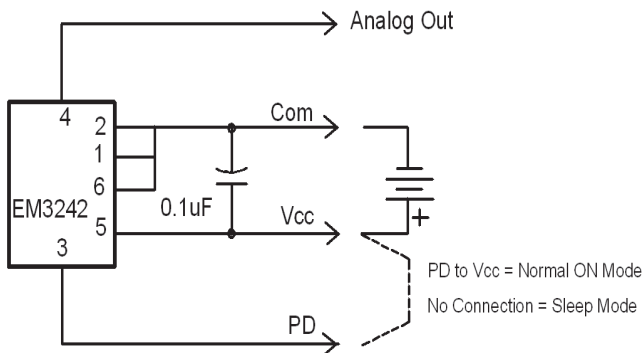 Analog Out
4
2
Com
1
6
EM3242
0.1uF
5
Vcc
+
3
PD to Vcc = Normal ON Mode
No Connection = Sleep Mode
PD